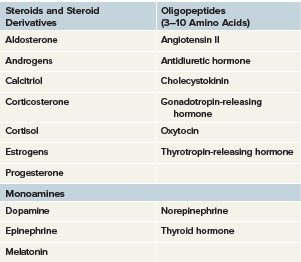 Steroids and Steroid
Derivatives
Oligopeptides
(3–10 Amino Acids)
Aldosterone
Angiotensin II
Androgens
Antidiuretic hormone
Calcitriol
Cholecystokinin
Corticosterone
Gonadotropin-releasing
hormone
Cortisol
Oxytocin
Estrogens
Thyrotropin-releasing hormone
Progesterone
Monoamines
Dopamine
Norepinephrine
Epinephrine
Thyroid hormone
Melatonin